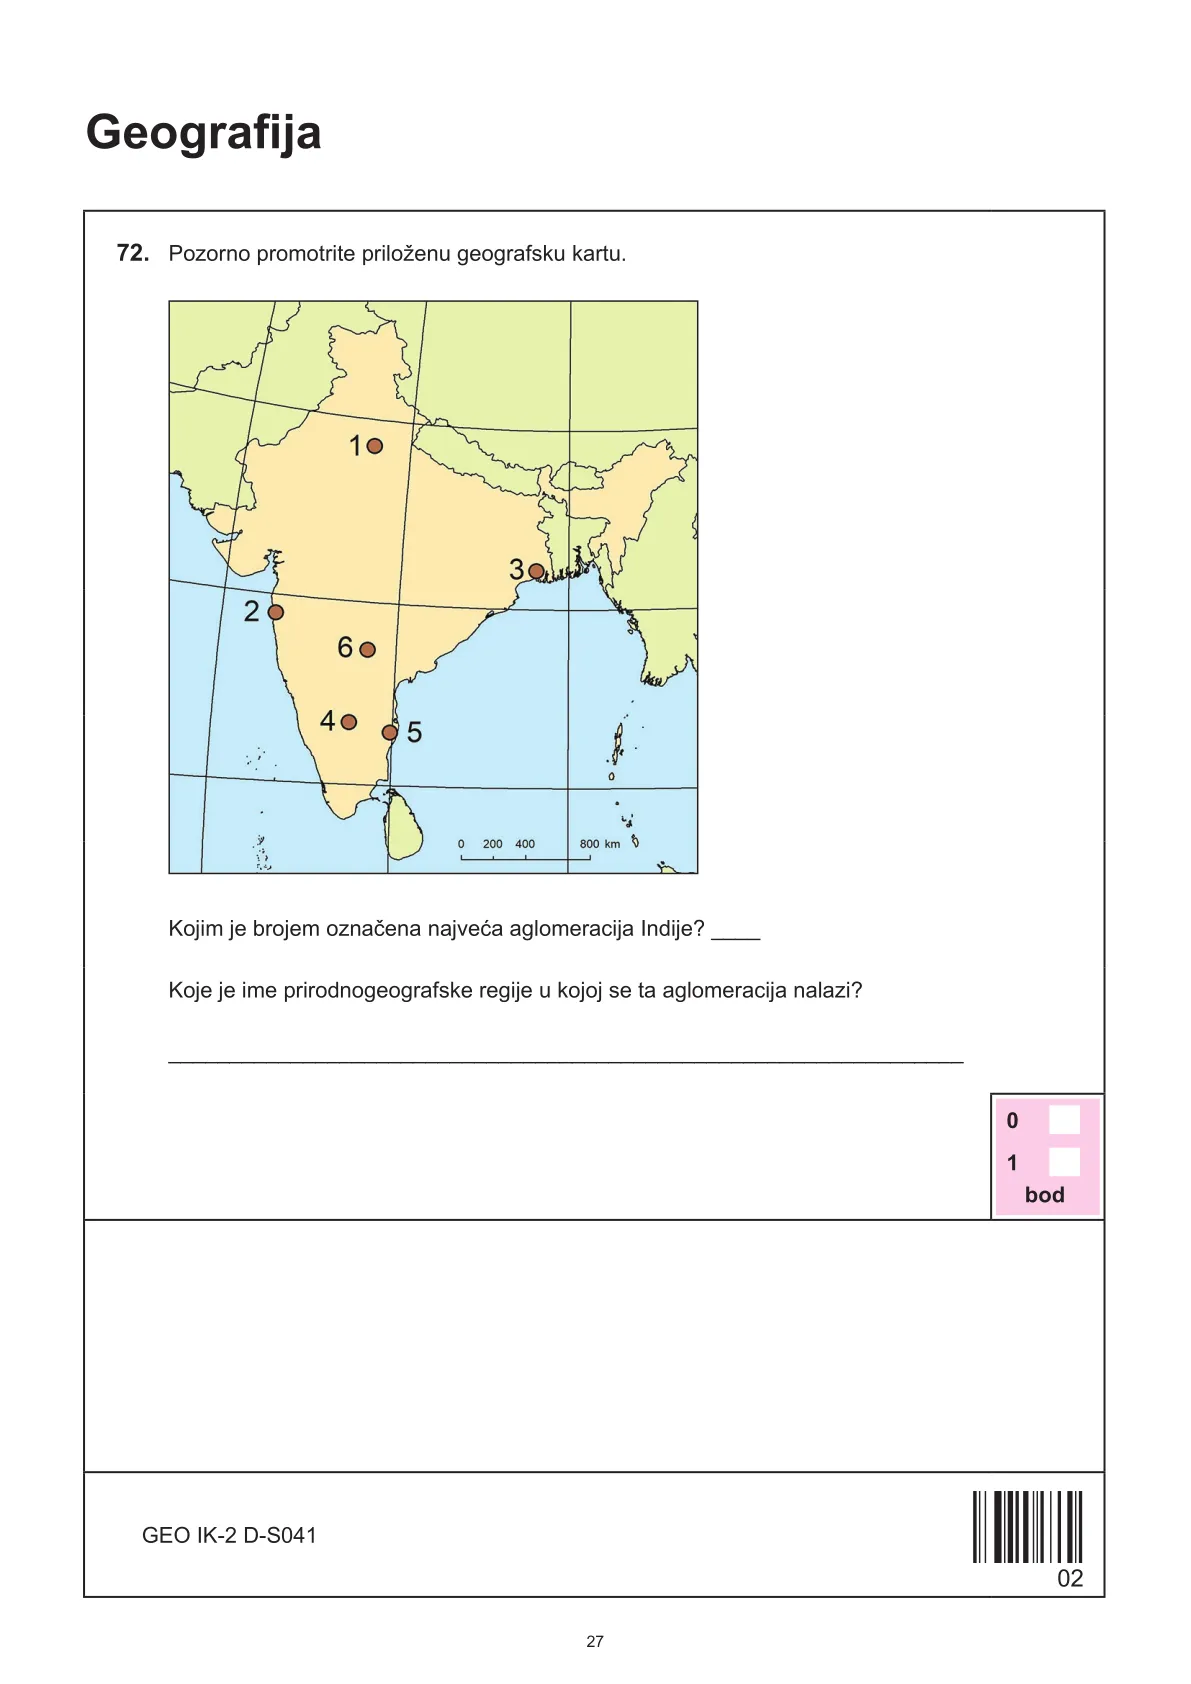 Geografija
72. Pozorno promotrite priloženu geografsku kartu.
1
3
2
6
4
5
0 200 400 800 km
Kojim je brojem označena najveća aglomeracija Indije? ____
Koje je ime prirodnogeografske regije u kojoj se ta aglomeracija nalazi?
_________________________________________________________________
0
1
bod
GEO IK-2 D-S041
02
27